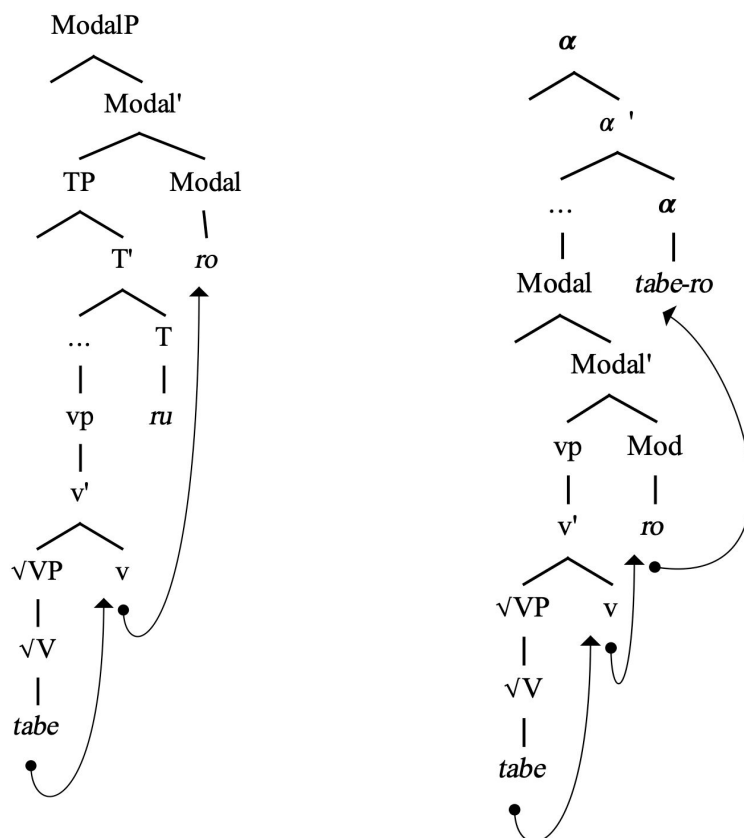 ModalP
Modal'
TP Modal
T' ro
... T
vp ru
v'
√VP v
√V
tabe
α
α '
... α
Modal tabe-ro
Modal'
vp Mod
v' ro
√VP v
√V
tabe